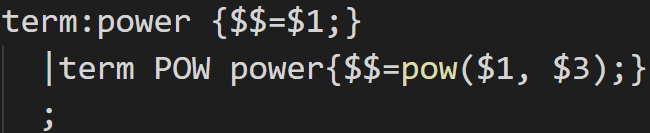 term:power {$$=$1;}
|term POW power{$$=pow($1, $3);}
;